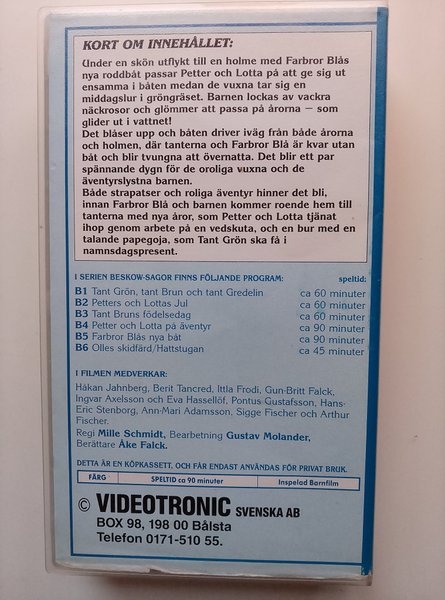 KORT OM INNEHÅLLET:
Under en skön utflykt till en holme med Farbror Blås
nya roddbåt passar Petter och Lotta på att ge sig ut
ensamma i båten medan de vuxna tar sig en
middagslur i gröngräset. Barnen lockas av vackra
näckrosor och glömmer att passa på årorna – som
glider ut i vattnet!
Det blåser upp och båten driver iväg från både årorna
och holmen, där tanterna och Farbror Blå är kvar utan
båt och blir tvungna att övernatta. Det blir ett par
spännande dygn för de oroliga vuxna och de
äventyrslystna barnen.
Både strapatser och roliga äventyr hinner det bli,
innan Farbror Blå och barnen kommer roende hem till
tanterna med nya åror, som Petter och Lotta tjänat
ihop genom arbete på en vedskuta, och en bur med en
talande papegoja, som Tant Grön ska få i
namnsdagspresent.
I SERIEN BESKOW-SAGOR FINNS FÖLJANDE PROGRAM: speltid:
B1 Tant Grön, tant Brun och tant Gredelin ca 60 minuter
B2 Petters och Lottas Jul ca 60 minuter
B3 Tant Bruns födelsedag ca 60 minuter
B4 Petter och Lotta på äventyr ca 90 minuter
B5 Farbror Blås nya båt ca 90 minuter
B6 Olles skidfärd/Hattstugan ca 45 minuter
I FILMEN MEDVERKAR:
Håkan Jahnberg, Berit Tancred, Ittla Frodi, Gun-Britt Falck,
Ingvar Axelsson och Eva Hasselöf, Pontus Gustafsson, Hans-
Eric Stenborg, Ann-Mari Adamsson, Sigge Fischer och Arthur
Fischer.
Regi Mille Schmidt, Bearbetning Gustav Molander,
Berättare Åke Falck.
DETTA ÄR EN KÖPKASSETT, OCH FÅR ENDAST ANVÄNDAS FÖR PRIVAT BRUK.
FÄRG SPELTID ca 90 minuter Inspelad Barnfilm
© VIDEOTRONIC SVENSKA AB
BOX 98, 198 00 Bålsta
Telefon 0171-510 55.